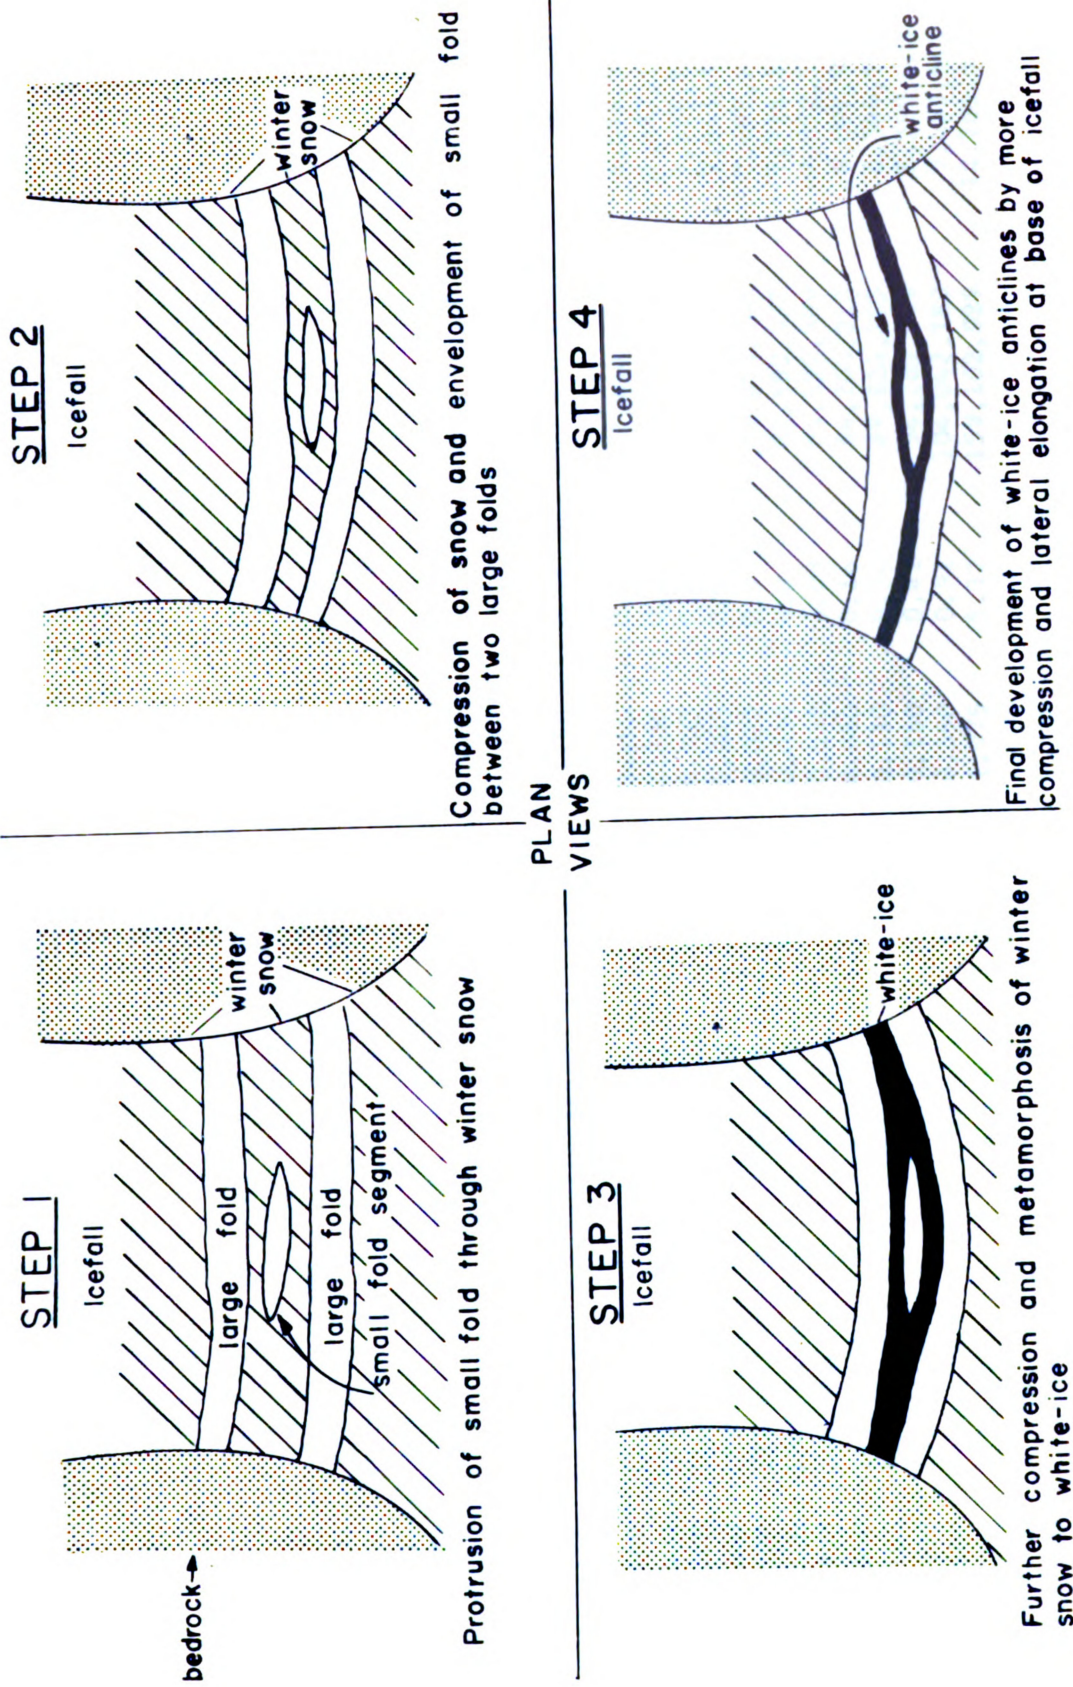 STEP 1
Icefall
bedrock
winter
snow
large fold
large fold
small fold segment
Protrusion of small fold through winter snow
STEP 2
Icefall
winter
snow
Compression of snow and envelopment of small fold
between two large folds
PLAN
VIEWS
STEP 3
Icefall
white-ice
Further compression and metamorphosis of winter
snow to white-ice
STEP 4
Icefall
white-ice
anticline
Final development of white-ice anticlines by more
compression and lateral elongation at base of icefall